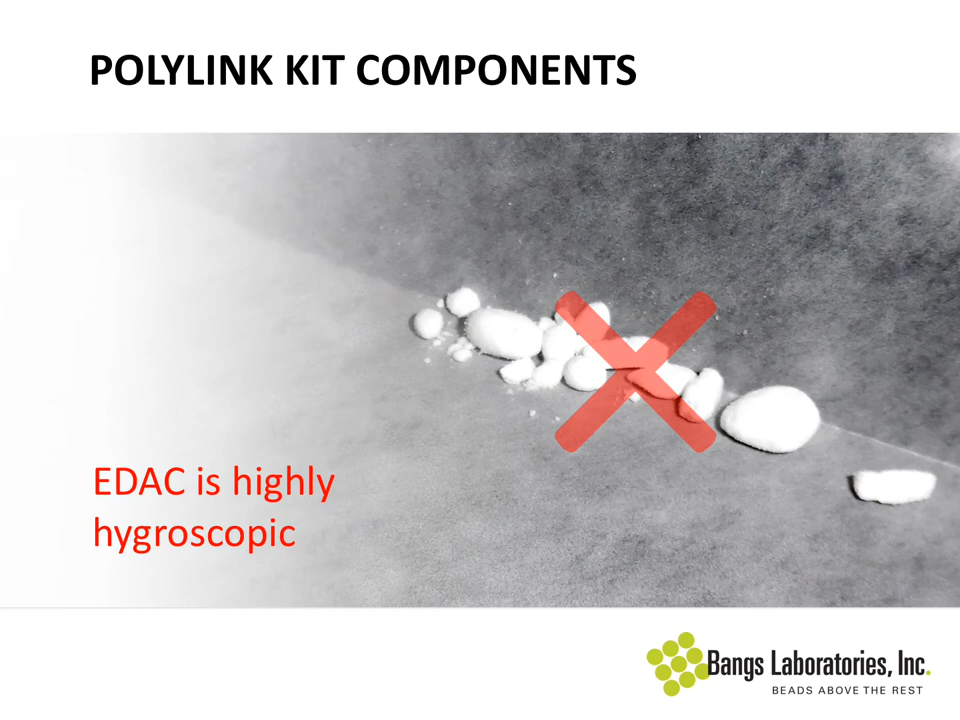 POLYLINK KIT COMPONENTS
EDAC is highly
hygroscopic
Bangs Laboratories, Inc.
BEADS ABOVE THE REST